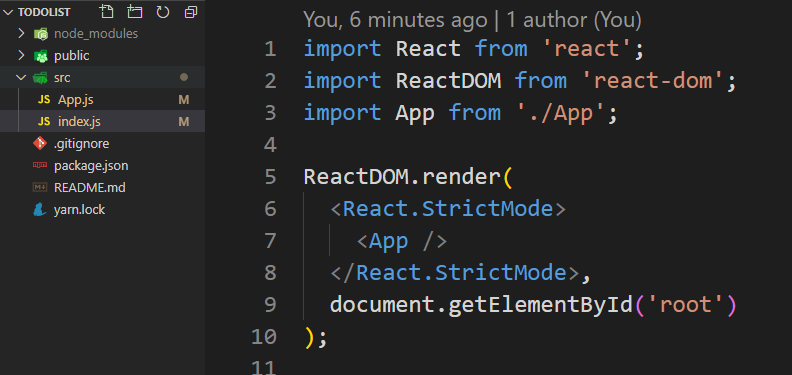 TODOLIST
node_modules
public
src
JS App.js M
JS index.js M
.gitignore
package.json
README.md
yarn.lock
You, 6 minutes ago | 1 author (You)
1 import React from 'react';
2 import ReactDOM from 'react-dom';
3 import App from './App';
4
5 ReactDOM.render(
6 <React.StrictMode>
7 <App />
8 </React.StrictMode>,
9 document.getElementById('root')
10 );
11